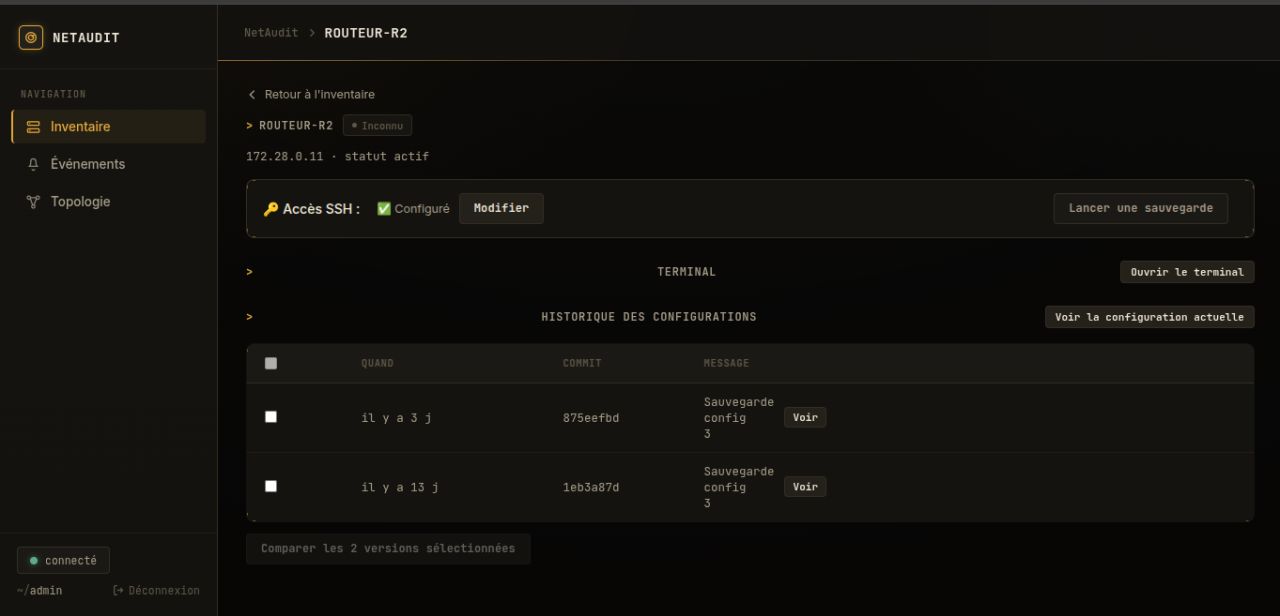 NETAUDIT
NetAudit > ROUTEUR-R2
NAVIGATION
Inventaire
Événements
Topologie
Retour à l'inventaire
> ROUTEUR-R2 Inconnu
172.28.0.11 · statut actif
🔑 Accès SSH : ✅ Configuré Modifier Lancer une sauvegarde
> TERMINAL Ouvrir le terminal
> HISTORIQUE DES CONFIGURATIONS Voir la configuration actuelle
QUAND COMMIT MESSAGE
il y a 3 j 875eefbd Sauvegarde
config
3
Voir
il y a 13 j 1eb3a87d Sauvegarde
config
3
Voir
Comparer les 2 versions sélectionnées
connecté
~/admin Déconnexion